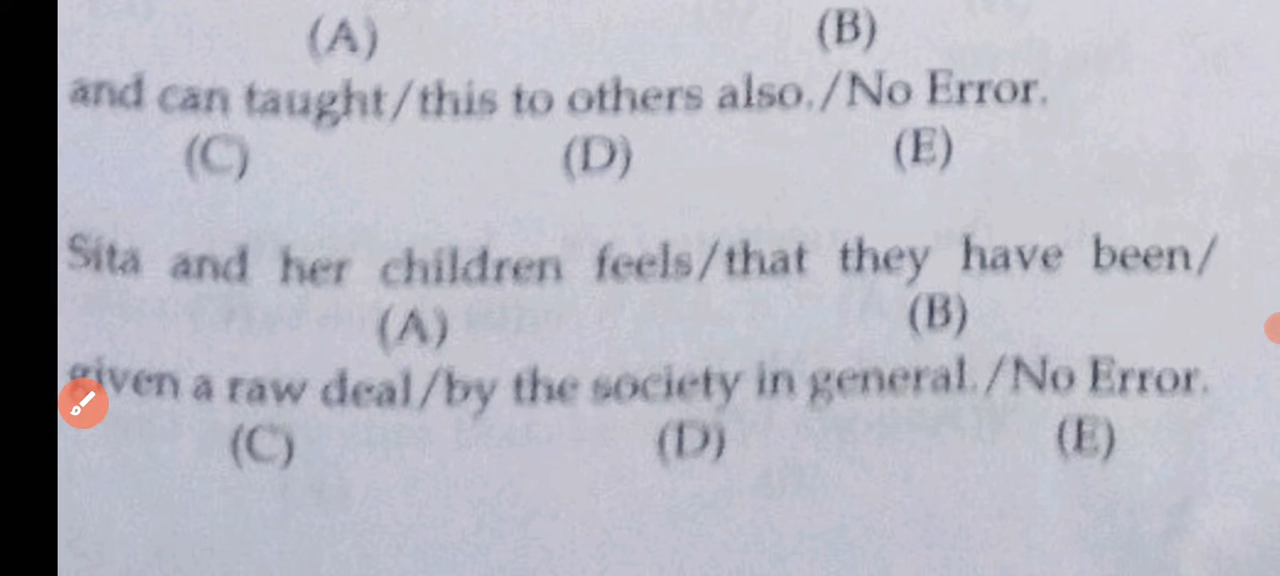 (A) (B)
and can taught/this to others also./No Error.
(C) (D) (E)
Sita and her children feels/that they have been/
(A) (B)
given a raw deal/by the society in general./No Error.
(C) (D) (E)